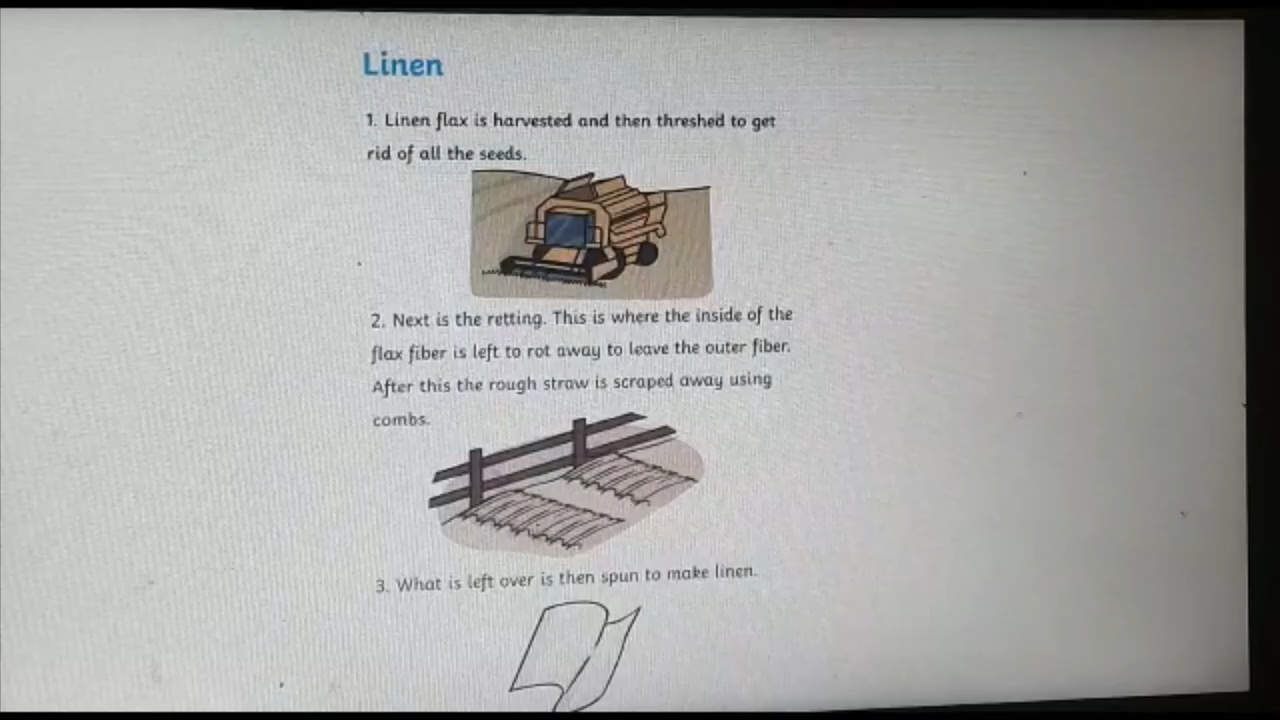 Linen
1. Linen flax is harvested and then threshed to get
rid of all the seeds.
2. Next is the retting. This is where the inside of the
flax fiber is left to rot away to leave the outer fiber.
After this the rough straw is scraped away using
combs.
3. What is left over is then spun to make linen.